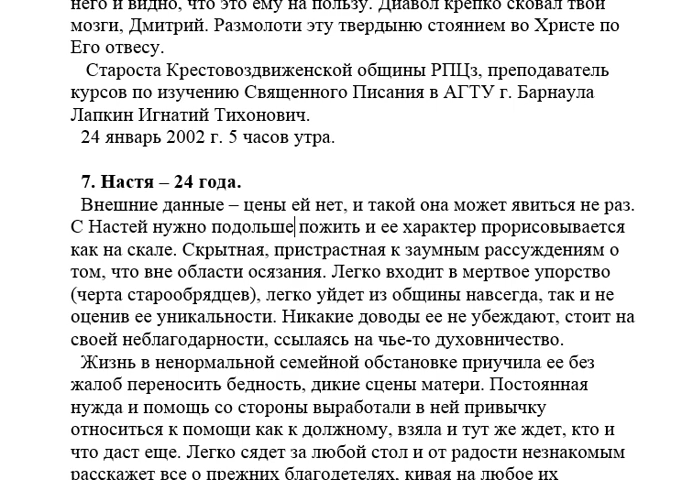 него и видно, что это ему на пользу. Диавол крепко сковал твои
мозги, Дмитрий. Размолоти эту твердыню стоянием во Христе по
Его отвесу.
Староста Крестовоздвиженской общины РПЦз, преподаватель
курсов по изучению Священного Писания в АГТУ г. Барнаула
Лапкин Игнатий Тихонович.
24 январь 2002 г. 5 часов утра.
7. Настя – 24 года.
Внешние данные – цены ей нет, и такой она может явиться не раз.
С Настей нужно подольше пожить и ее характер прорисовывается
как на скале. Скрытная, пристрастная к заумным рассуждениям о
том, что вне области осязания. Легко входит в мертвое упорство
(черта старообрядцев), легко уйдет из общины навсегда, так и не
оценив ее уникальности. Никакие доводы ее не убеждают, стоит на
своей неблагодарности, ссылаясь на чье-то духовничество.
Жизнь в ненормальной семейной обстановке приучила ее без
жалоб переносить бедность, дикие сцены матери. Постоянная
нужда и помощь со стороны выработали в ней привычку
относиться к помощи как к должному, взяла и тут же ждет, кто и
что даст еще. Легко сядет за любой стол и от радости незнакомым
расскажет все о прежних благодетелях, кивая на любое их